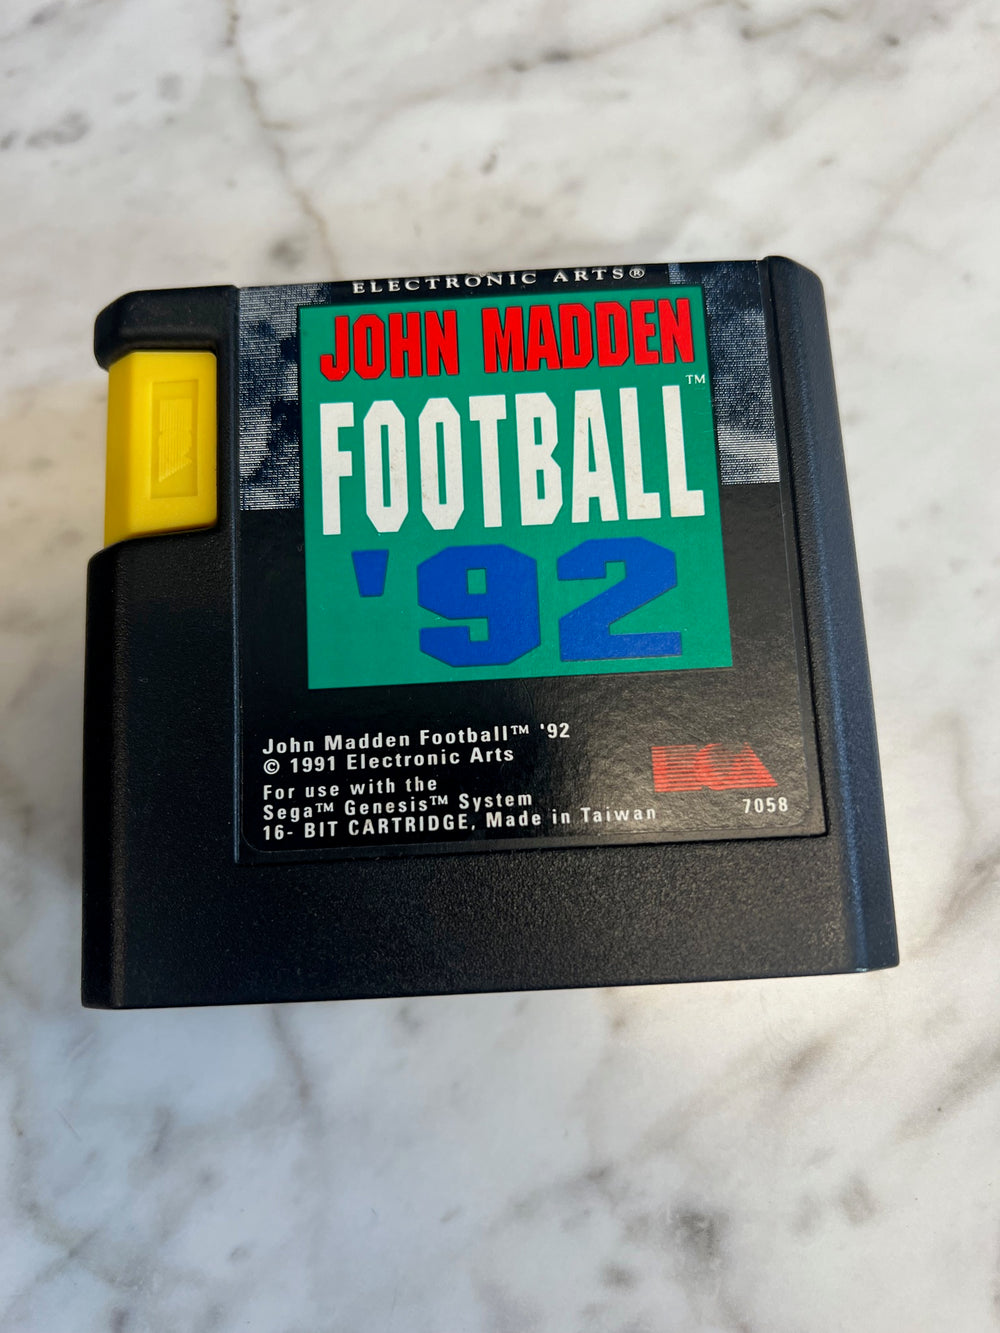 ELECTRONIC ARTS®
JOHN MADDEN
FOOTBALL™
'92
John Madden Football™ '92
© 1991 Electronic Arts
For use with the
Sega™ Genesis™ System
16- BIT CARTRIDGE, Made in Taiwan
EA
7058